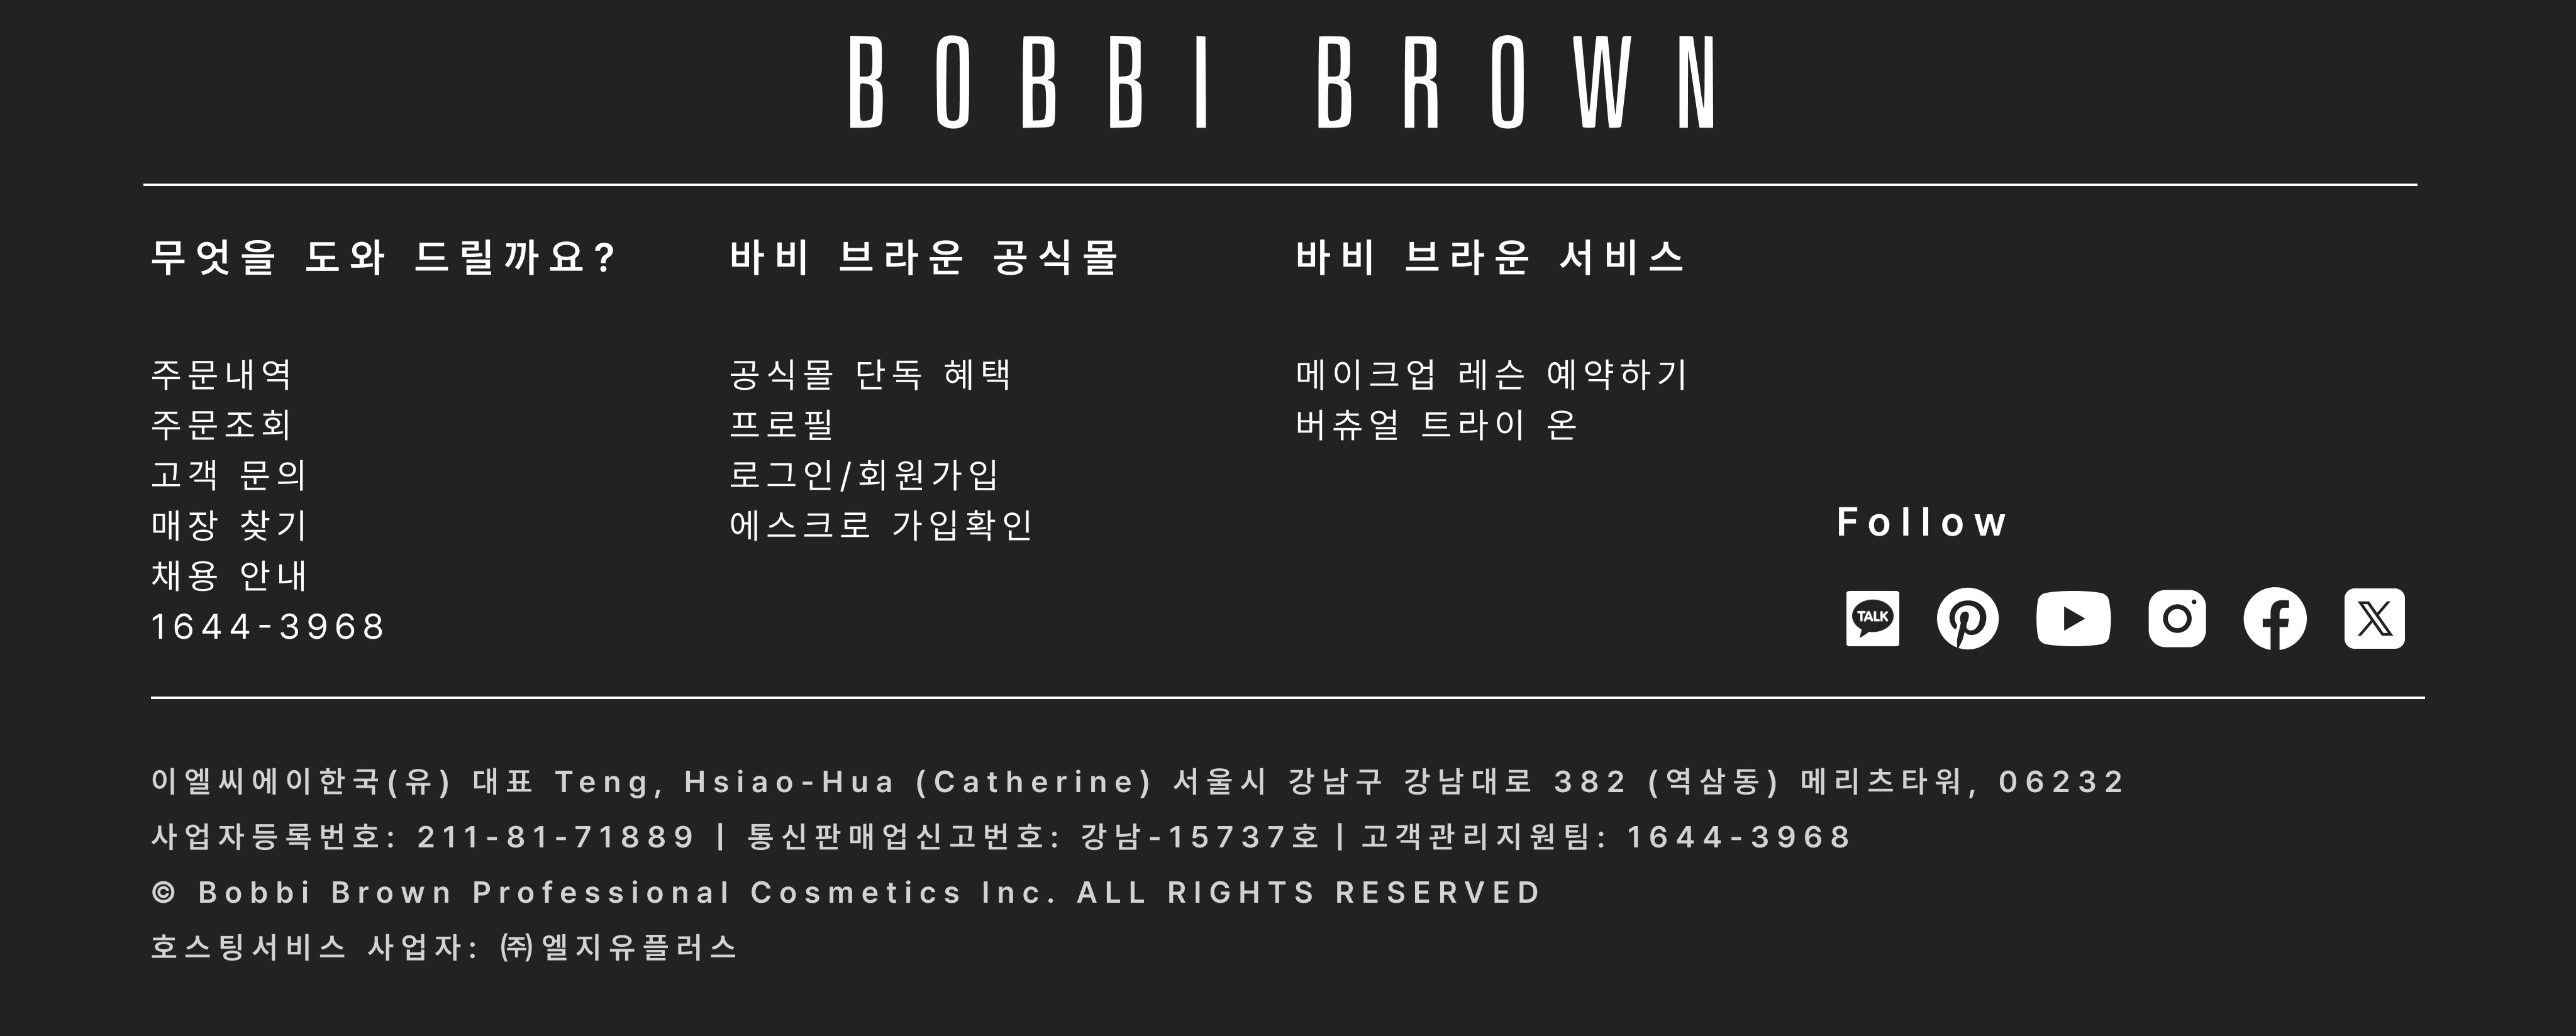 BOBBI BROWN
무엇을 도와 드릴까요?
주문내역
주문조회
고객 문의
매장 찾기
채용 안내
1644-3968
바비 브라운 공식몰
공식몰 단독 혜택
프로필
로그인/회원가입
에스크로 가입확인
바비 브라운 서비스
메이크업 레슨 예약하기
버츄얼 트라이 온
Follow
TALK
이엘씨에이한국(유) 대표 Teng, Hsiao-Hua (Catherine) 서울시 강남구 강남대로 382 (역삼동) 메리츠타워, 06232
사업자등록번호: 211-81-71889 | 통신판매업신고번호: 강남-15737호 | 고객관리지원팀: 1644-3968
© Bobbi Brown Professional Cosmetics Inc. ALL RIGHTS RESERVED
호스팅서비스 사업자: ㈜엘지유플러스